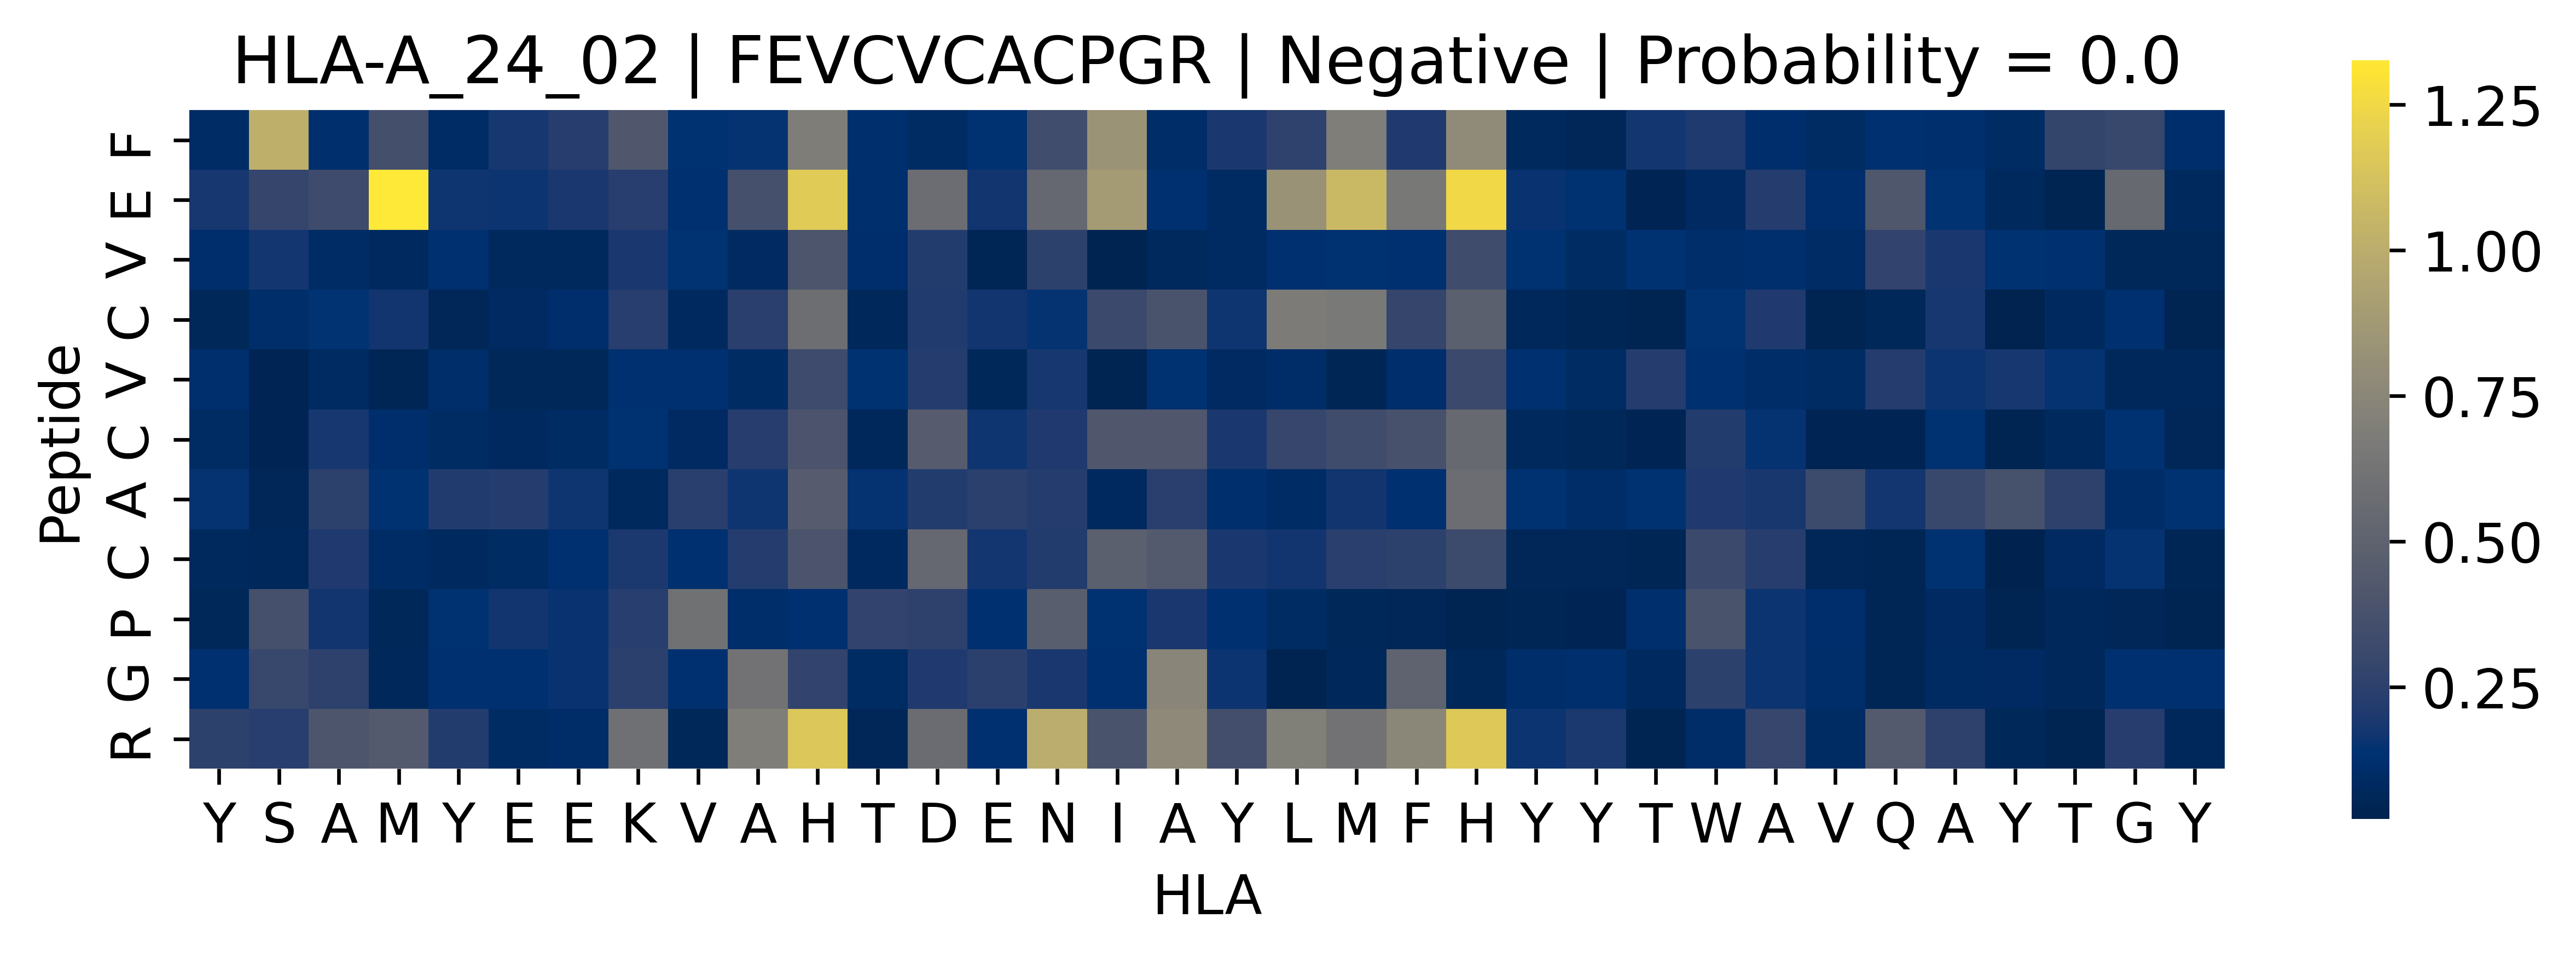 HLA-A_24_02 | FEVCVCACPGR | Negative | Probability = 0.0
Peptide
F
E
V
C
V
C
A
C
P
G
R
Y S A M Y E E K V A H T D E N I A Y L M F H Y Y T W A V Q A Y T G Y
HLA
1.25
1.00
0.75
0.50
0.25